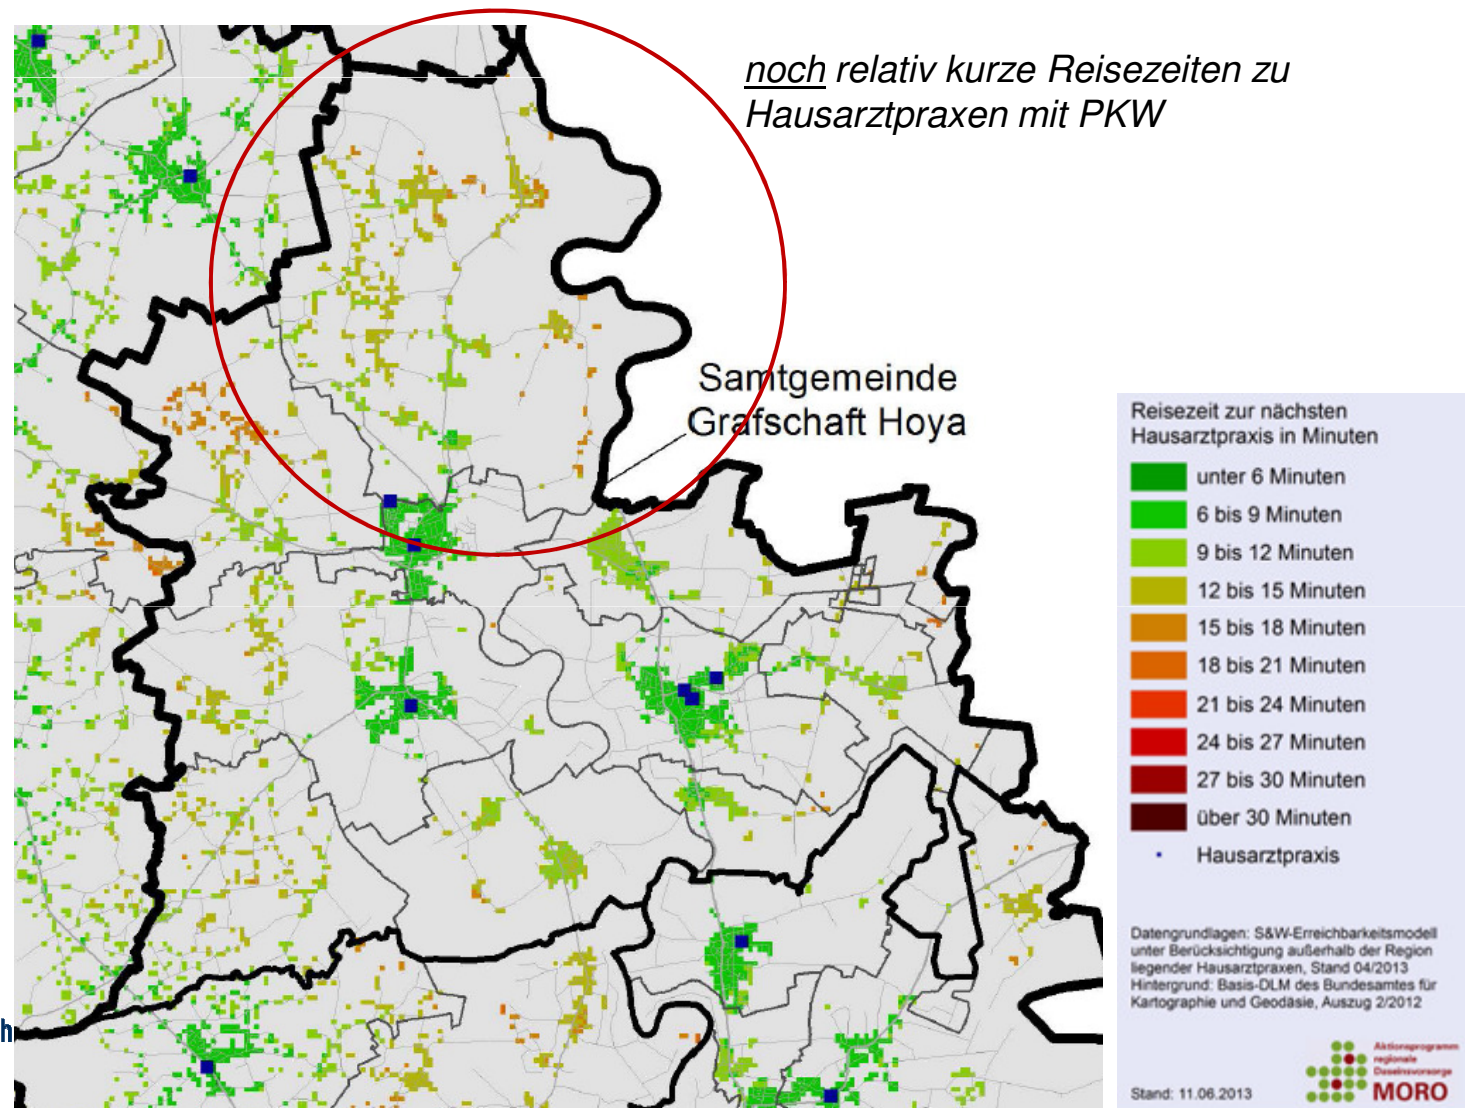 noch relativ kurze Reisezeiten zu
Hausarztpraxen mit PKW
Samtgemeinde
Grafschaft Hoya
Reisezeit zur nächsten
Hausarztpraxis in Minuten
unter 6 Minuten
6 bis 9 Minuten
9 bis 12 Minuten
12 bis 15 Minuten
15 bis 18 Minuten
18 bis 21 Minuten
21 bis 24 Minuten
24 bis 27 Minuten
27 bis 30 Minuten
über 30 Minuten
Hausarztpraxis
Datengrundlagen: S&W-Erreichbarkeitsmodell
unter Berücksichtigung außerhalb der Region
liegender Hausarztpraxen, Stand 04/2013
Hintergrund: Basis-DLM des Bundesamtes für
Kartographie und Geodäsie, Auszug 2/2012
h
Stand: 11.06.2013
Aktionsprogramm
regionale
Daseinsvorsorge
MORO